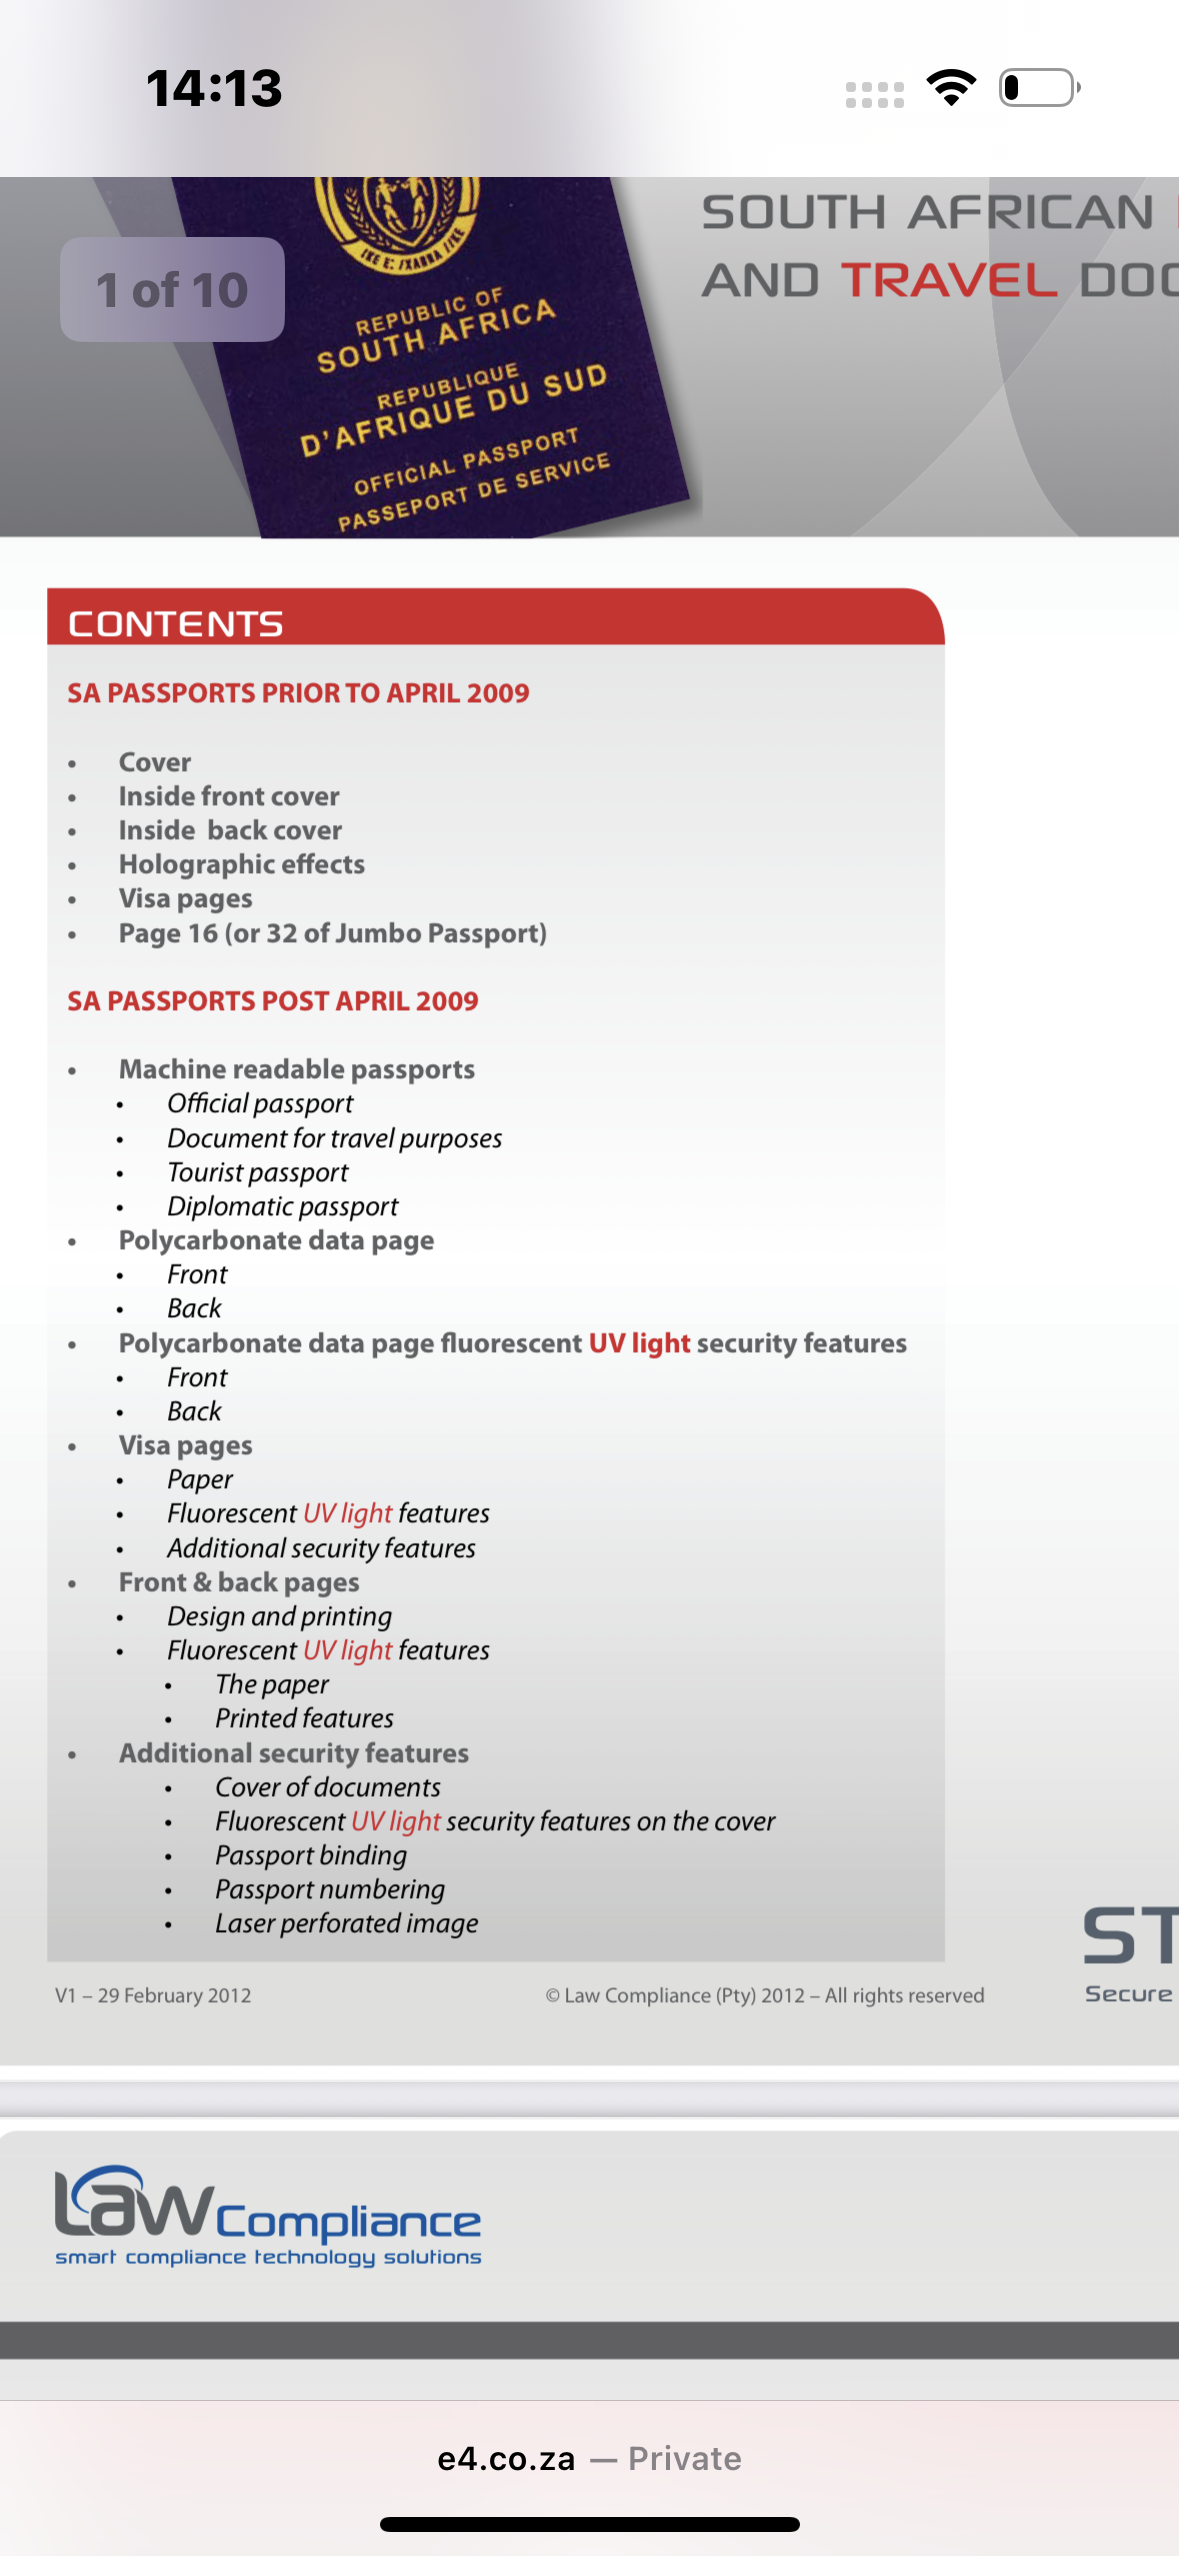 14:13
SOUTH AFRICAN
AND TRAVEL DOC
1 of 10
REPUBLIC OF
SOUTH AFRICA
REPUBLIQUE
D'AFRIQUE DU SUD
OFFICIAL PASSPORT
PASSEPORT DE SERVICE
CONTENTS
SA PASSPORTS PRIOR TO APRIL 2009
• Cover
• Inside front cover
• Inside back cover
• Holographic effects
• Visa pages
• Page 16 (or 32 of Jumbo Passport)
SA PASSPORTS POST APRIL 2009
• Machine readable passports
• Official passport
• Document for travel purposes
• Tourist passport
• Diplomatic passport
• Polycarbonate data page
• Front
• Back
• Polycarbonate data page fluorescent UV light security features
• Front
• Back
• Visa pages
• Paper
• Fluorescent UV light features
• Additional security features
• Front & back pages
• Design and printing
• Fluorescent UV light features
• The paper
• Printed features
• Additional security features
• Cover of documents
• Fluorescent UV light security features on the cover
• Passport binding
• Passport numbering
• Laser perforated image
ST
Secure
V1 – 29 February 2012 © Law Compliance (Pty) 2012 – All rights reserved
Law Compliance
smart compliance technology solutions
e4.co.za — Private